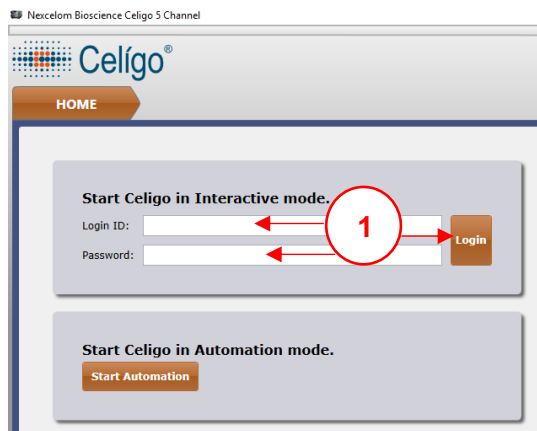 Nexcelom Bioscience Celigo 5 Channel
Celígo®
HOME
Start Celigo in Interactive mode.
Login ID:
1
Login
Password:
Start Celigo in Automation mode.
Start Automation